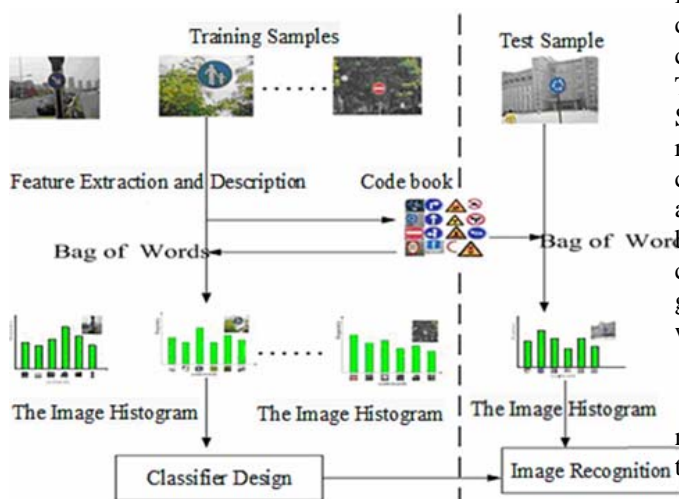 Training Samples
Test Sample
Feature Extraction and Description
Code book
Bag of Words
Bag of Word
The Image Histogram
The Image Histogram
The Image Histogram
Classifier Design
Image Recognition